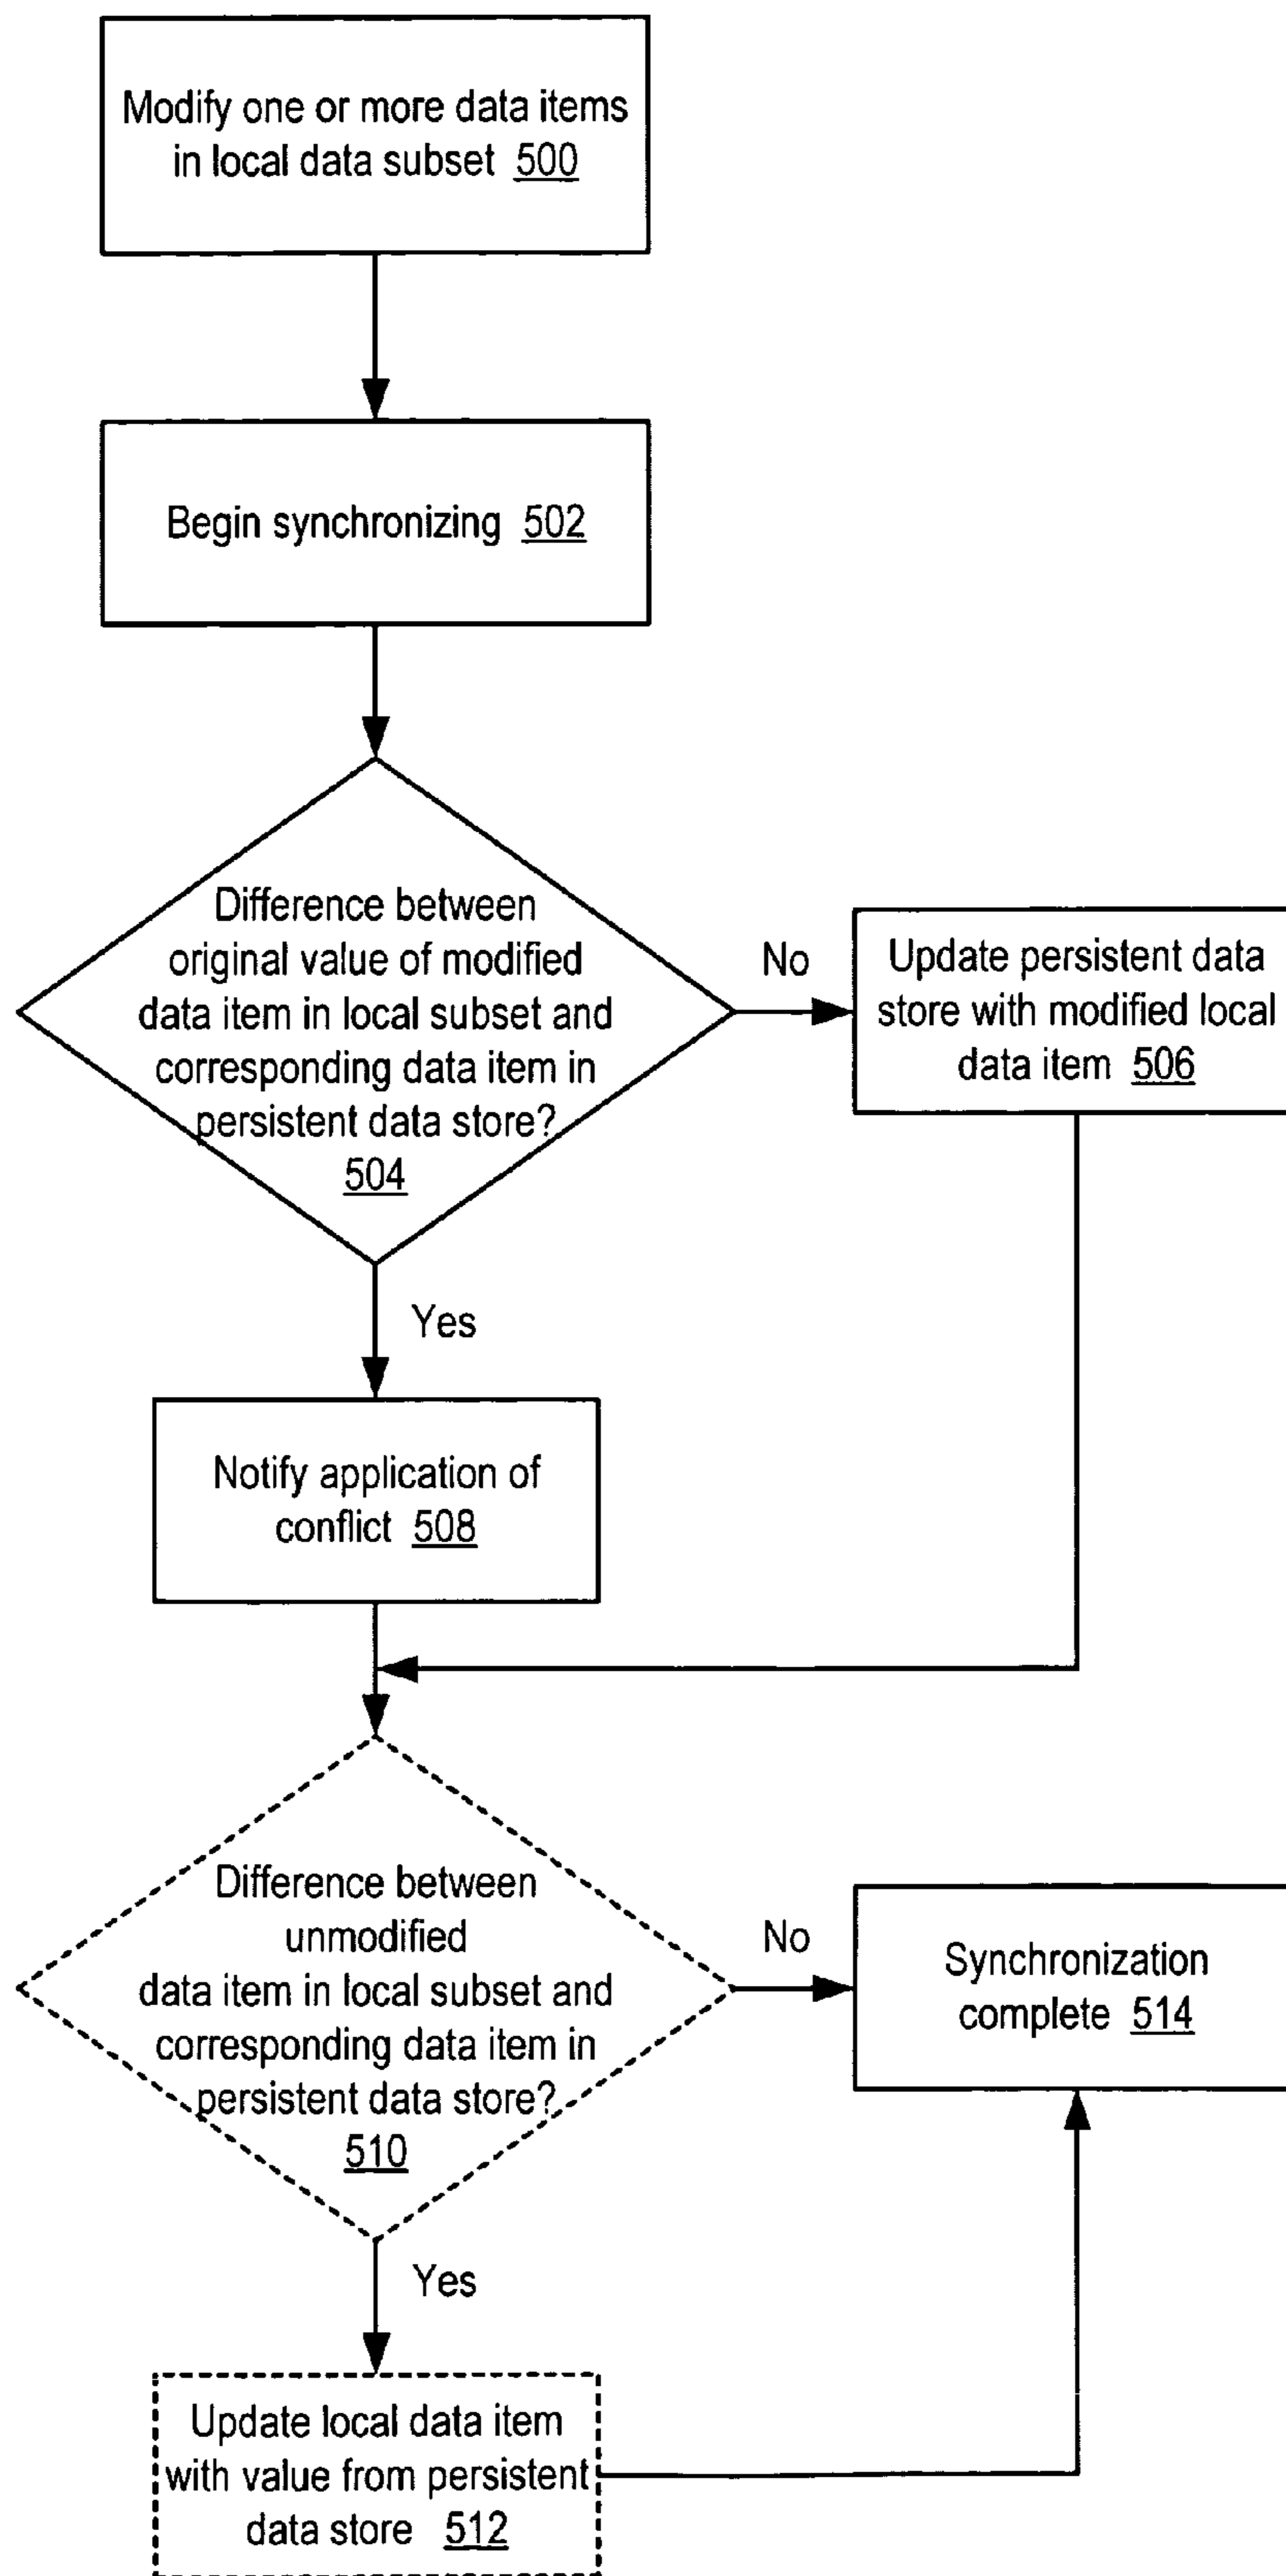 Modify one or more data items
in local data subset 500
Begin synchronizing 502
Difference between
original value of modified
data item in local subset and
corresponding data item in
persistent data store?
504
No
Update persistent data
store with modified local
data item 506
Yes
Notify application of
conflict 508
Difference between
unmodified
data item in local subset and
corresponding data item in
persistent data store?
510
No
Synchronization
complete 514
Yes
Update local data item
with value from persistent
data store 512